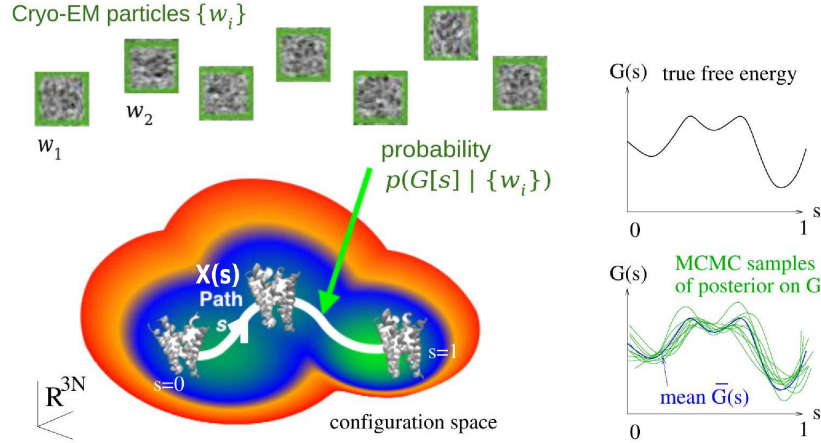 Cryo-EM particles {w_i}
w_1
w_2
probability
p(G[s] | {w_i})
X(s)
Path
s
s=0
s=1
R^3N
configuration space
G(s)
true free energy
0
1
s
G(s)
MCMC samples
of posterior on G
mean G̅(s)
0
1
s